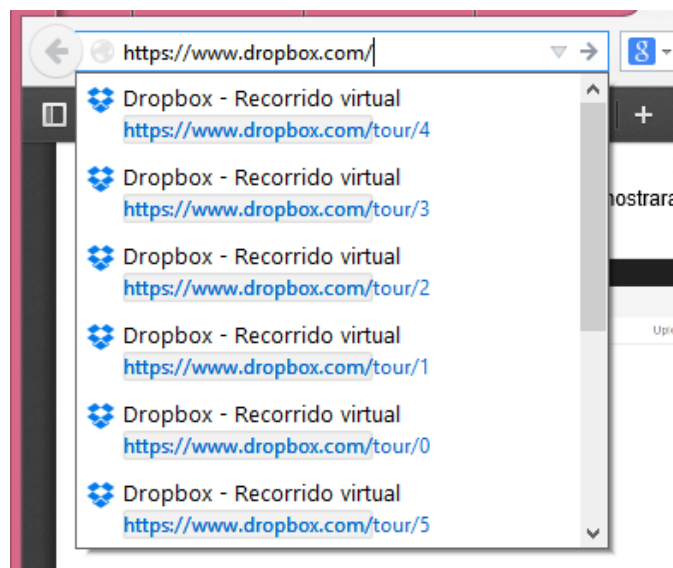 https://www.dropbox.com/
8
Dropbox - Recorrido virtual
https://www.dropbox.com/tour/4
Dropbox - Recorrido virtual
https://www.dropbox.com/tour/3
nostrara
Dropbox - Recorrido virtual
https://www.dropbox.com/tour/2
Dropbox - Recorrido virtual
https://www.dropbox.com/tour/1
Uplo
Dropbox - Recorrido virtual
https://www.dropbox.com/tour/0
Dropbox - Recorrido virtual
https://www.dropbox.com/tour/5